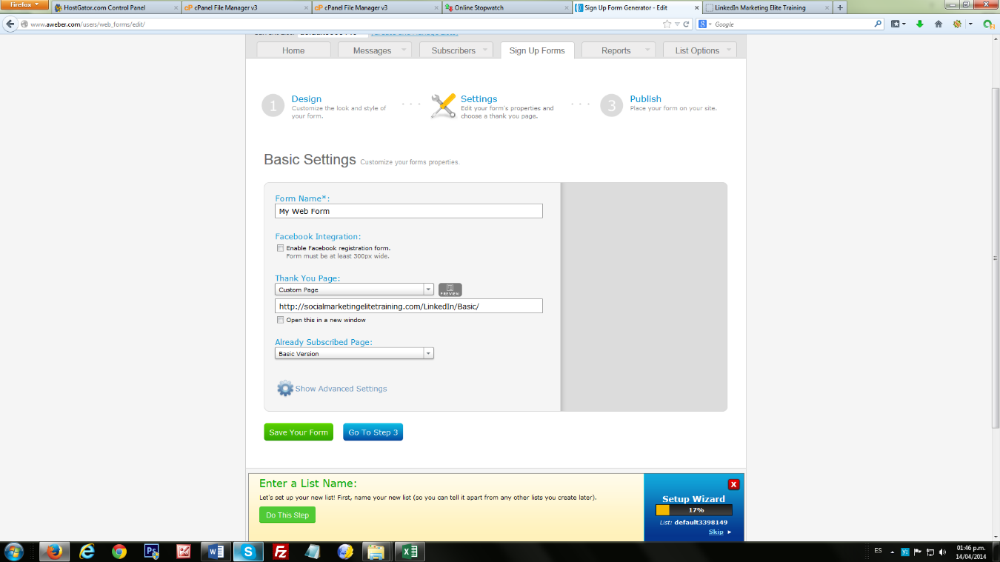 Firefox
HostGator.com Control Panel
cPanel File Manager v3
cPanel File Manager v3
Online Stopwatch
Sign Up Form Generator - Edit
LinkedIn Marketing Elite Training
www.aweber.com/users/web_forms/edit/
Google
Home
Messages
Subscribers
Sign Up Forms
Reports
List Options
1
Design
Customize the look and style of
your form.
Settings
Edit your form's properties and
choose a thank you page.
3
Publish
Place your form on your site.
Basic Settings Customize your forms properties.
Form Name*:
My Web Form
Facebook Integration:
Enable Facebook registration form.
Form must be at least 300px wide.
Thank You Page:
Custom Page
PREVIEW
http://socialmarketingelitetraining.com/LinkedIn/Basic/
Open this in a new window
Already Subscribed Page:
Basic Version
Show Advanced Settings
Save Your Form
Go To Step 3
Enter a List Name:
Let's set up your new list! First, name your new list (so you can tell it apart from any other lists you create later).
Do This Step
X
Setup Wizard
17%
List: default3398149
Skip
ES
01:46 p.m.
14/04/2014